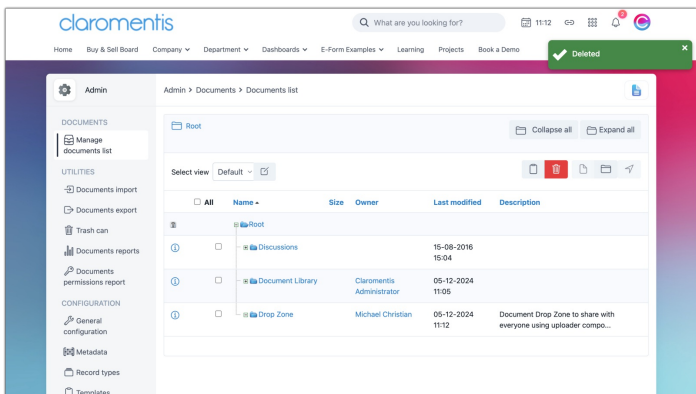 claromentis
What are you looking for?
11:12
2
Home Buy & Sell Board Company Department Dashboards E-Form Examples Learning Projects Book a Demo
Deleted
Admin
Admin > Documents > Documents list
DOCUMENTS
Manage
documents list
UTILITIES
Documents import
Documents export
Trash can
Documents reports
Documents
permissions report
CONFIGURATION
General
configuration
Metadata
Record types
Templates
Root
Collapse all
Expand all
Select view
Default
All Name Size Owner Last modified Description
Root
Discussions 15-08-2016
15:04
Document Library Claromentis 05-12-2024
Administrator 11:05
Drop Zone Michael Christian 05-12-2024 Document Drop Zone to share with
11:12 everyone using uploader compo...